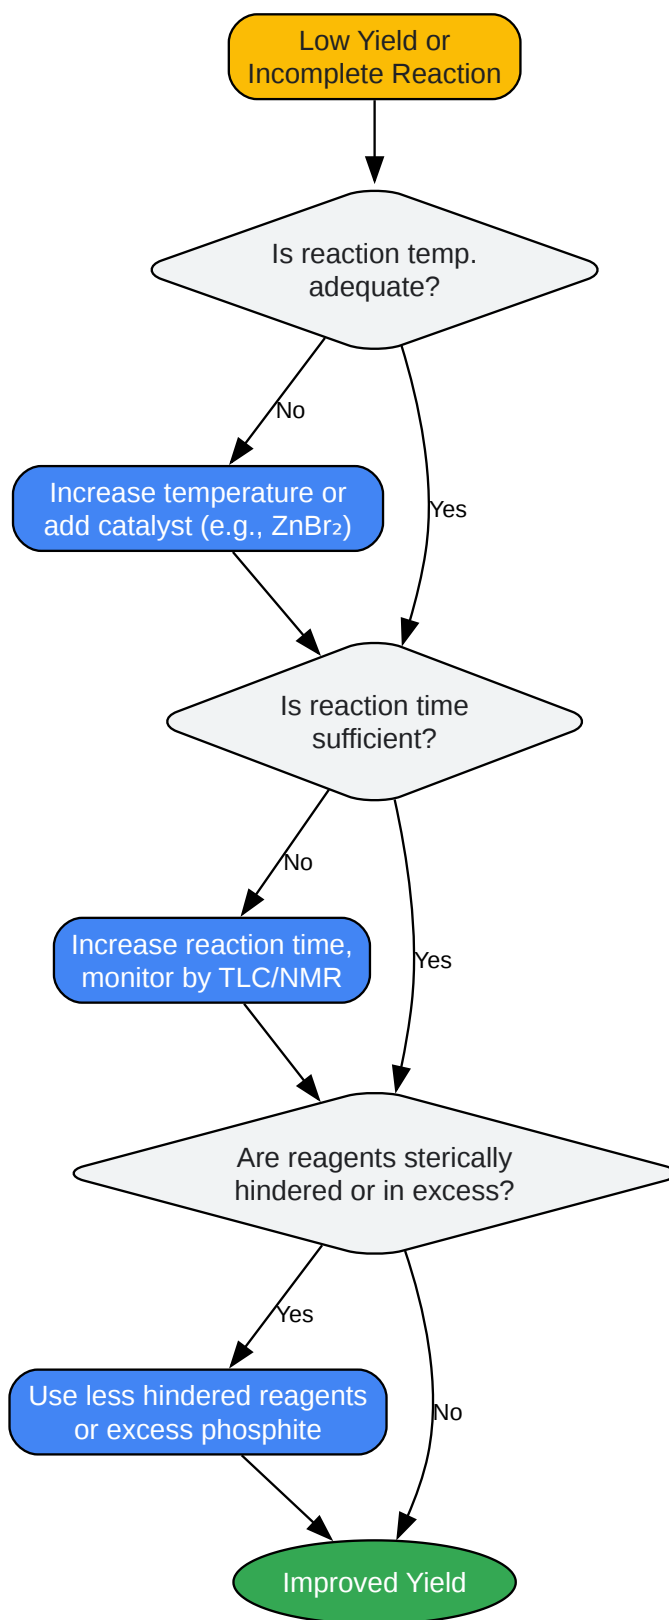 Low Yield or
Incomplete Reaction
Is reaction temp.
adequate?
No
Increase temperature or
add catalyst (e.g., ZnBr₂)
Yes
Is reaction time
sufficient?
No
Increase reaction time,
monitor by TLC/NMR
Yes
Are reagents sterically
hindered or in excess?
Yes
Use less hindered reagents
or excess phosphite
No
Improved Yield